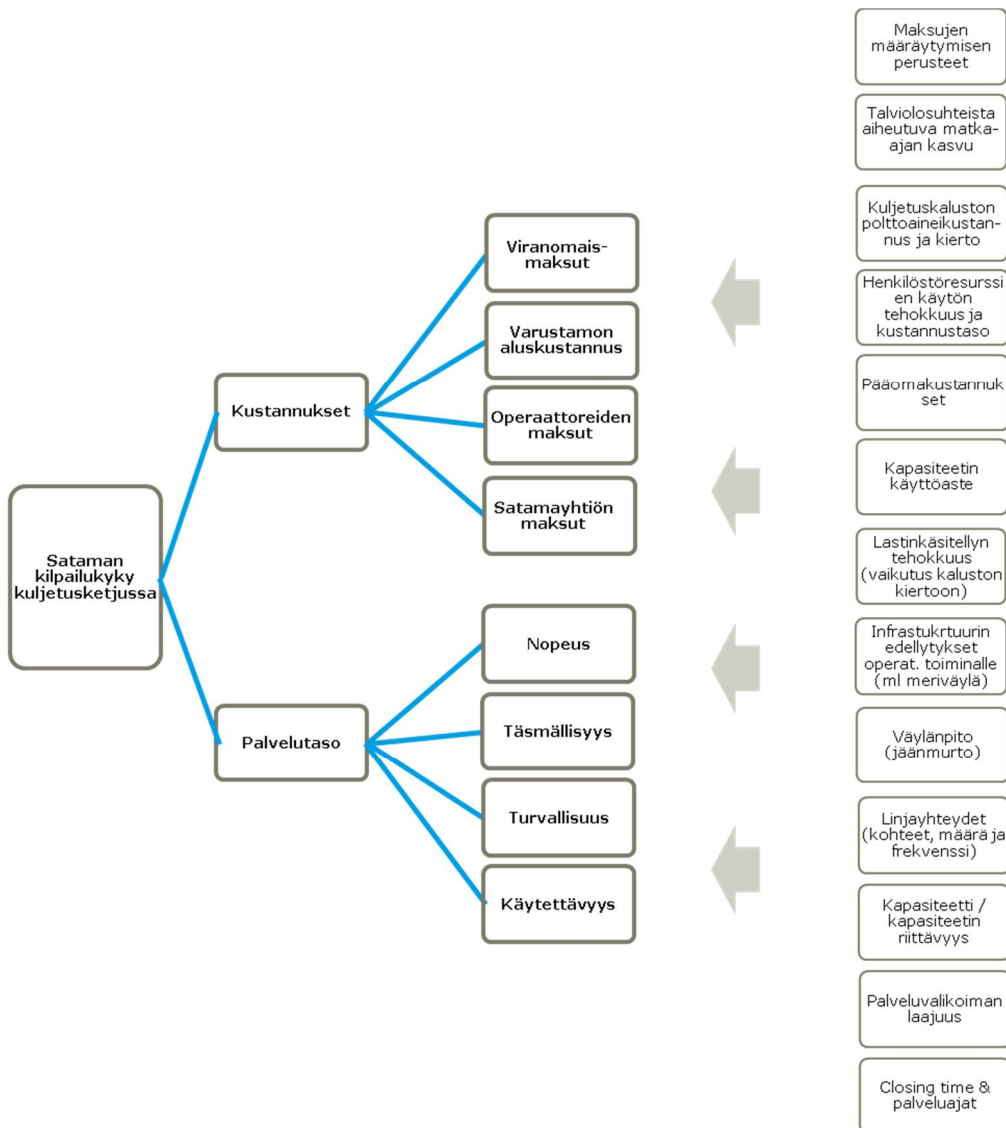 Sataman
kilpailukyky
kuljetusketjussa
Kustannukset
Palvelutaso
Viranomais-
maksut
Varustamon
aluskustannus
Operaattoreiden
maksut
Satamayhtiön
maksut
Nopeus
Täsmällisyys
Turvallisuus
Käytettävyys
Maksujen
määräytymisen
perusteet
Talviolosuhteista
aiheutuva matka-
ajan kasvu
Kuljetuskaluston
polttoainekustan-
nus ja kierto
Henkilöstöresurssi
en käytön
tehokkuus ja
kustannustaso
Pääomakustannuk
set
Kapasiteetin
käyttöaste
Lastinkäsitellyn
tehokkuus
(vaikutus kaluston
kiertoon)
Infrastukrtuurin
edellytykset
operat. toiminalle
(ml meriväylä)
Väylänpito
(jäänmurto)
Linjayhteydet
(kohteet, määrä ja
frekvenssi)
Kapasiteetti /
kapasiteetin
riittävyys
Palveluvalikoiman
laajuus
Closing time &
palveluajat